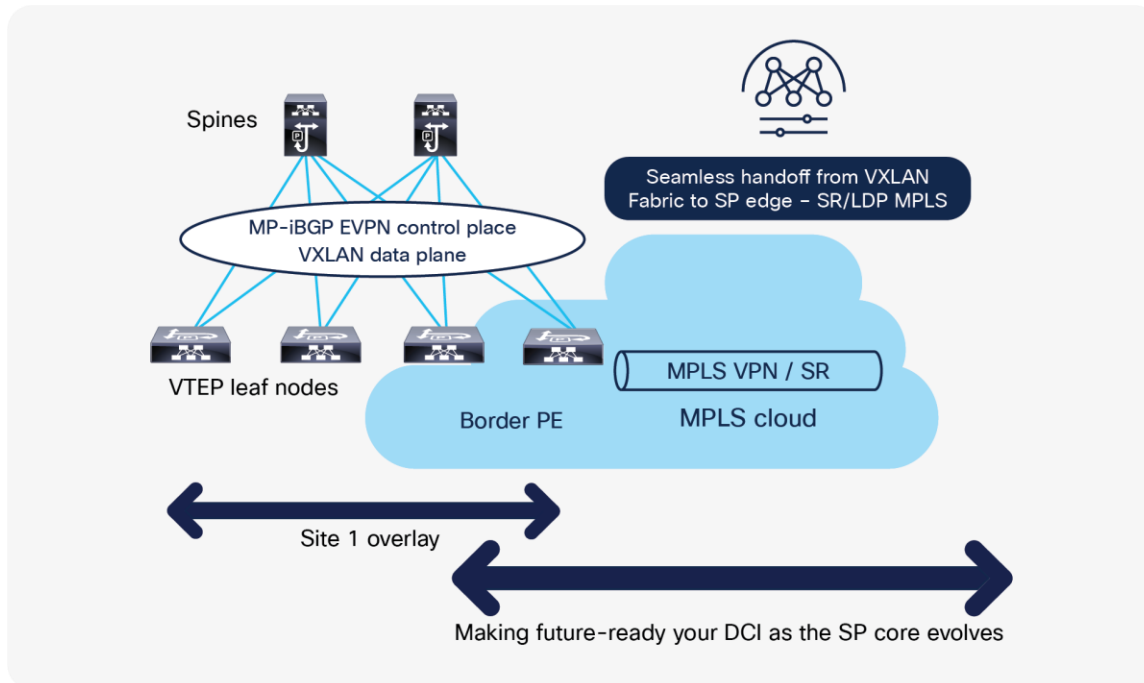 Spines
Seamless handoff from VXLAN
Fabric to SP edge – SR/LDP MPLS
MP-iBGP EVPN control place
VXLAN data plane
VTEP leaf nodes
MPLS VPN / SR
Border PE
MPLS cloud
Site 1 overlay
Making future-ready your DCI as the SP core evolves